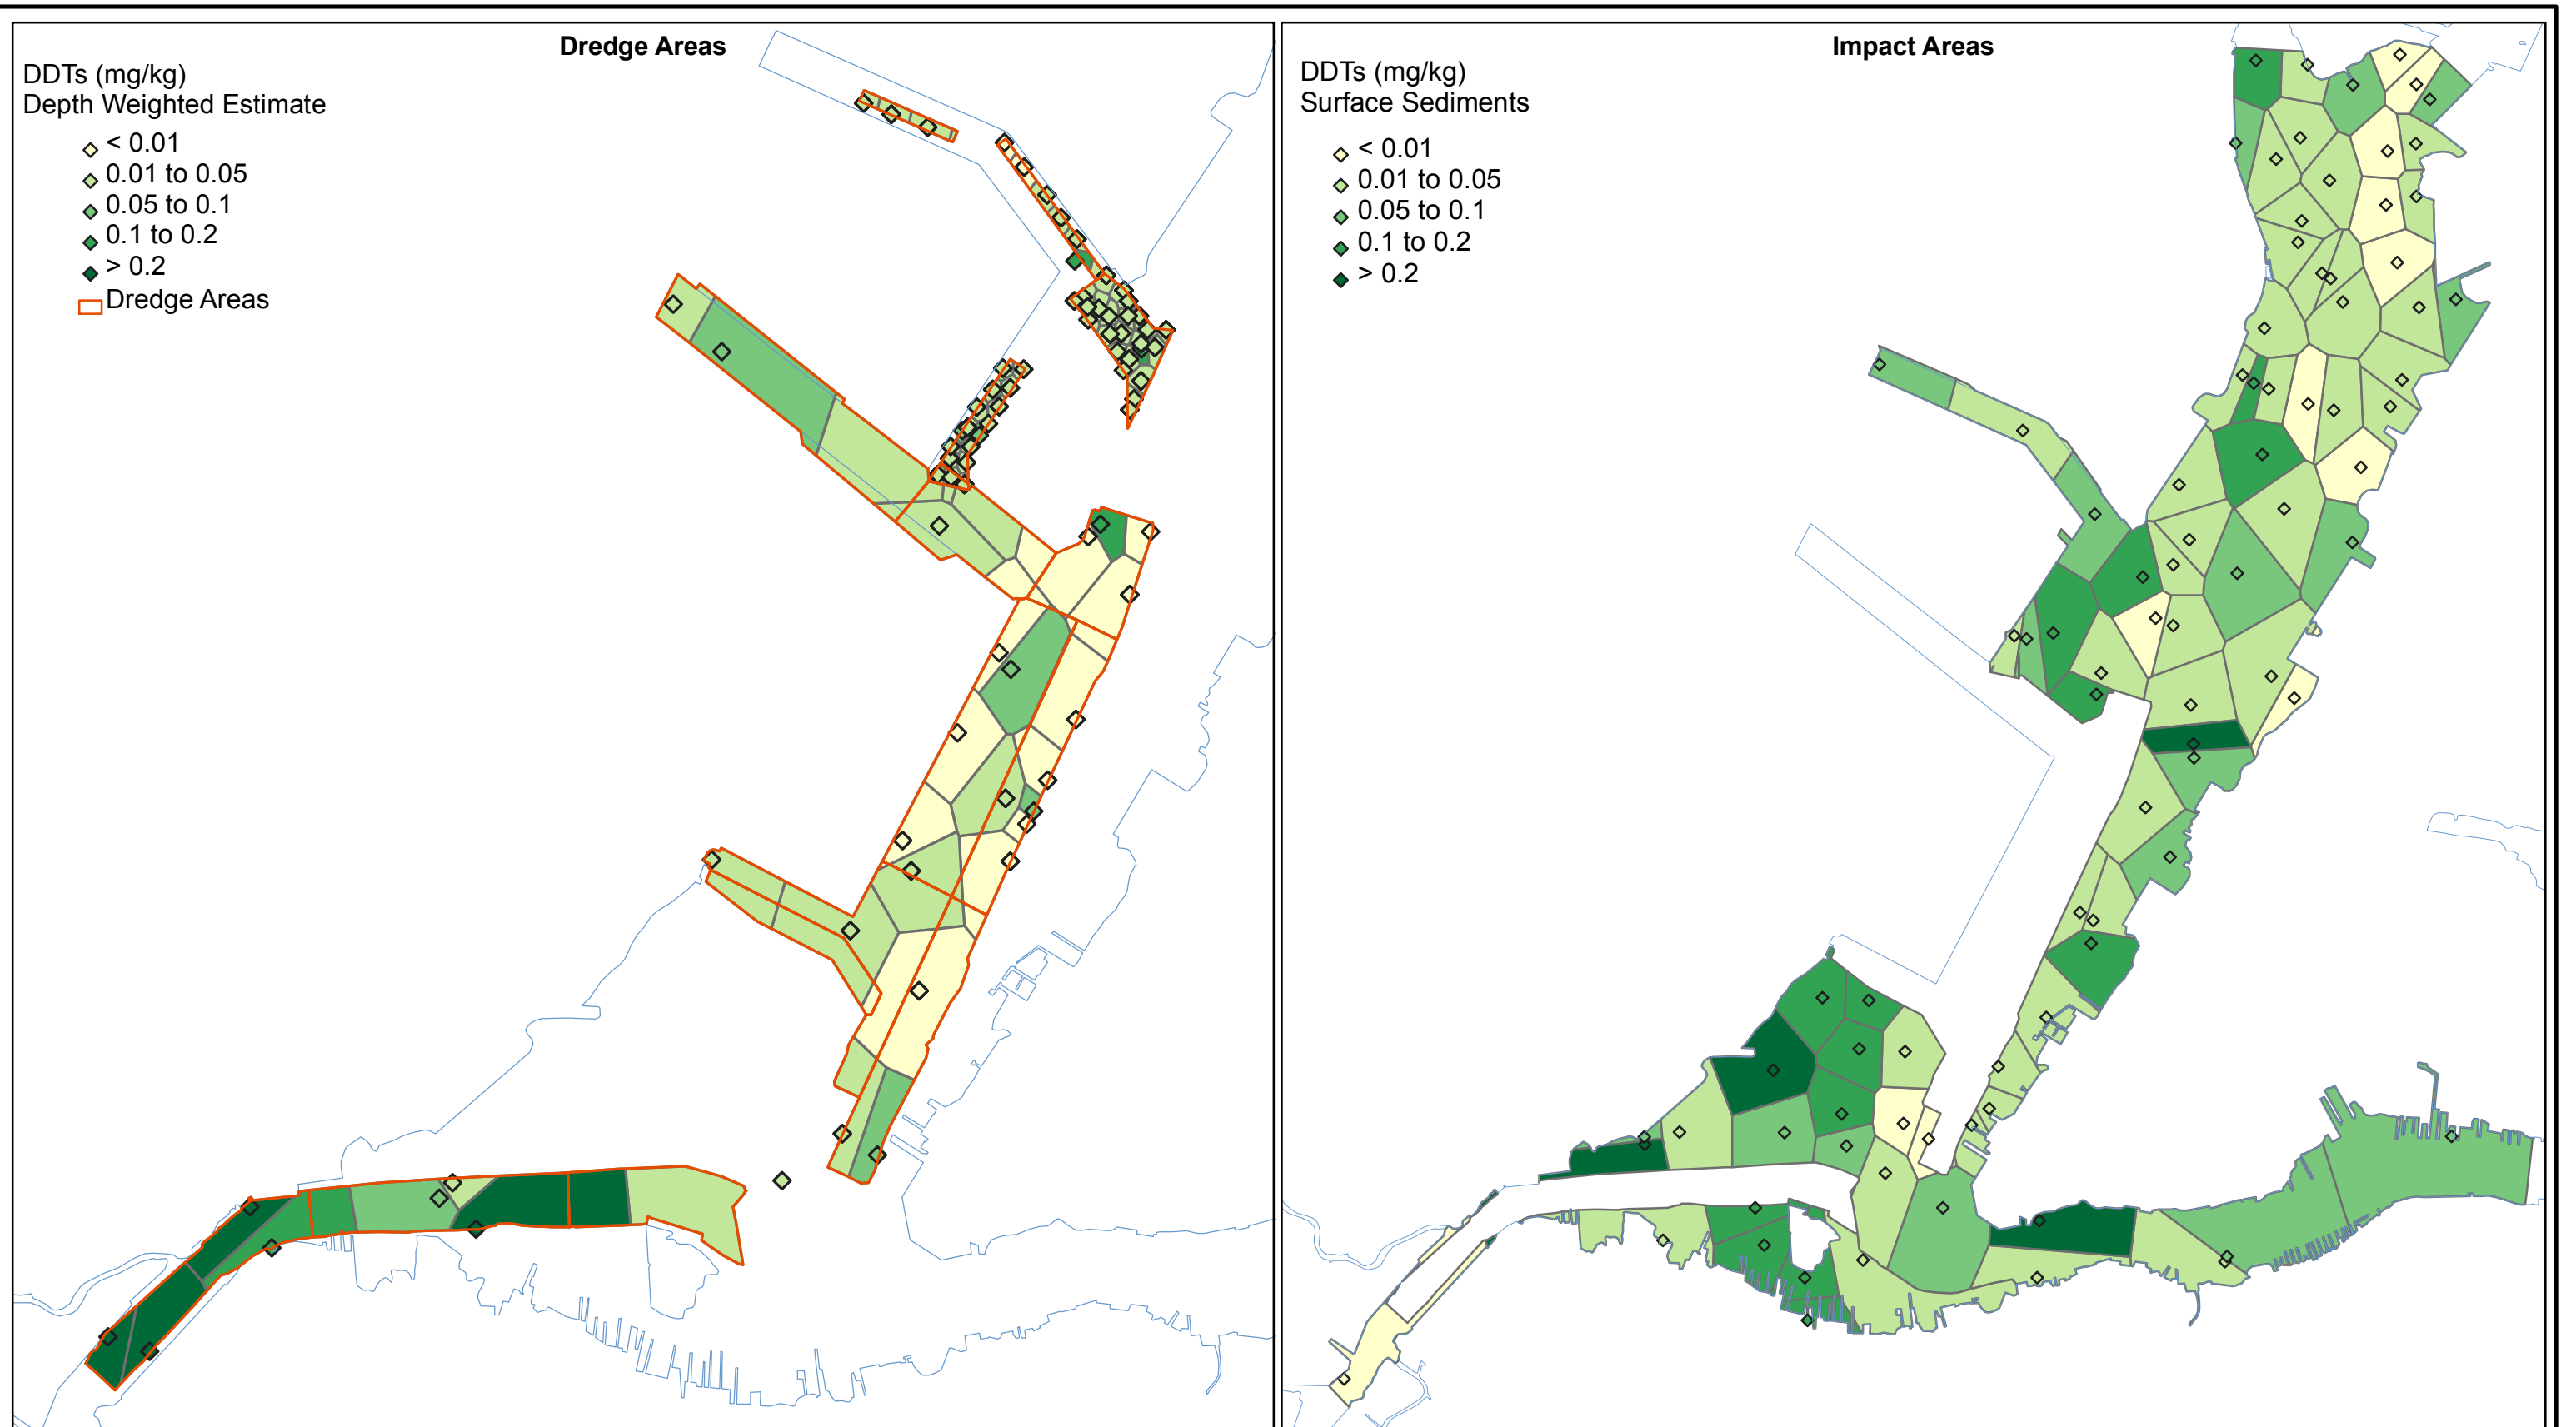 Dredge Areas
DDTs (mg/kg)
Depth Weighted Estimate
< 0.01
0.01 to 0.05
0.05 to 0.1
0.1 to 0.2
> 0.2
Dredge Areas
Impact Areas
DDTs (mg/kg)
Surface Sediments
< 0.01
0.01 to 0.05
0.05 to 0.1
0.1 to 0.2
> 0.2